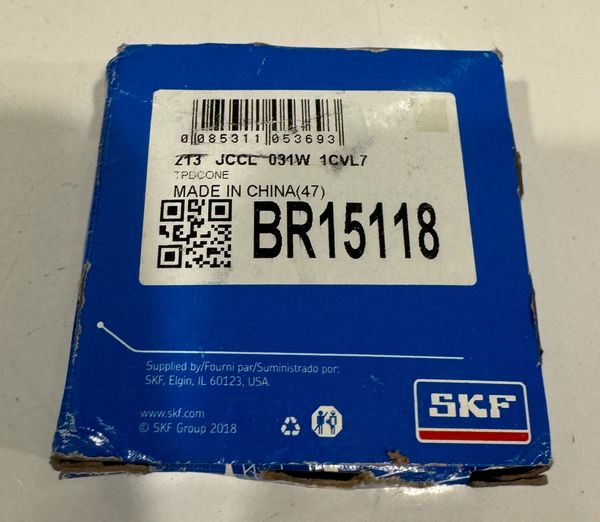 0 085311 053693
213 JCCL 031W 1CVL7
TPDCONE
MADE IN CHINA(47)
BR15118
Supplied by/Fourni par/Suministrado por:
SKF, Elgin, IL 60123, USA.
www.skf.com
© SKF Group 2018
SKF